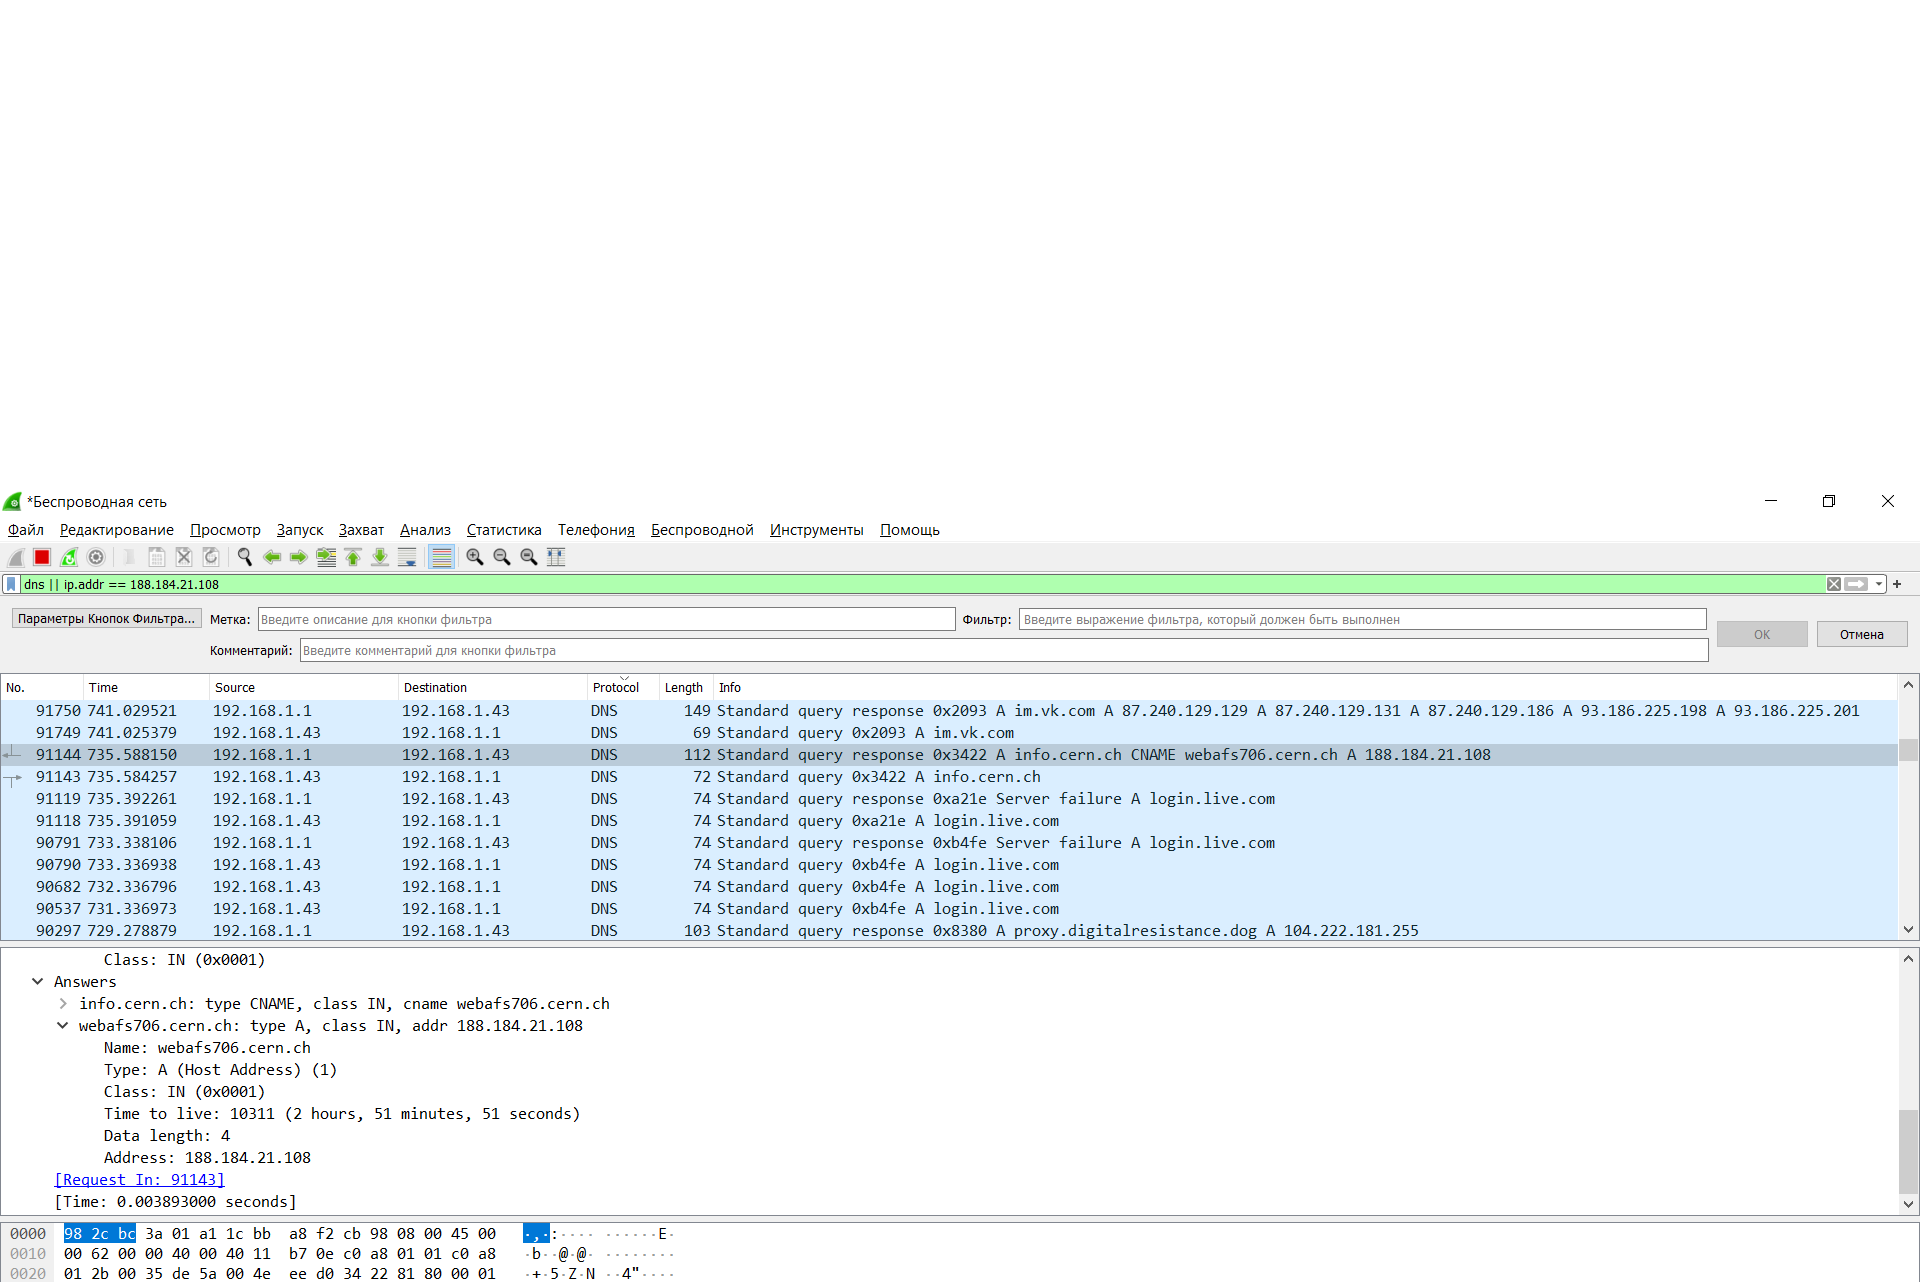 *Беспроводная сеть
Файл Редактирование Просмотр Запуск Захват Анализ Статистика Телефония Беспроводной Инструменты Помощь
dns || ip.addr == 188.184.21.108
Параметры Кнопок Фильтра... Метка: Введите описание для кнопки фильтра Фильтр: Введите выражение фильтра, который должен быть выполнен
OK Отмена
Комментарий: Введите комментарий для кнопки фильтра
No. Time Source Destination Protocol Length Info
91750 741.029521 192.168.1.1 192.168.1.43 DNS 149 Standard query response 0x2093 A im.vk.com A 87.240.129.129 A 87.240.129.131 A 87.240.129.186 A 93.186.225.198 A 93.186.225.201
91749 741.025379 192.168.1.43 192.168.1.1 DNS 69 Standard query 0x2093 A im.vk.com
91144 735.588150 192.168.1.1 192.168.1.43 DNS 112 Standard query response 0x3422 A info.cern.ch CNAME webafs706.cern.ch A 188.184.21.108
91143 735.584257 192.168.1.43 192.168.1.1 DNS 72 Standard query 0x3422 A info.cern.ch
91119 735.392261 192.168.1.1 192.168.1.43 DNS 74 Standard query response 0xa21e Server failure A login.live.com
91118 735.391059 192.168.1.43 192.168.1.1 DNS 74 Standard query 0xa21e A login.live.com
90791 733.338106 192.168.1.1 192.168.1.43 DNS 74 Standard query response 0xb4fe Server failure A login.live.com
90790 733.336938 192.168.1.43 192.168.1.1 DNS 74 Standard query 0xb4fe A login.live.com
90682 732.336796 192.168.1.43 192.168.1.1 DNS 74 Standard query 0xb4fe A login.live.com
90537 731.336973 192.168.1.43 192.168.1.1 DNS 74 Standard query 0xb4fe A login.live.com
90297 729.278879 192.168.1.1 192.168.1.43 DNS 103 Standard query response 0x8380 A proxy.digitalresistance.dog A 104.222.181.255
Class: IN (0x0001)
Answers
info.cern.ch: type CNAME, class IN, cname webafs706.cern.ch
webafs706.cern.ch: type A, class IN, addr 188.184.21.108
Name: webafs706.cern.ch
Type: A (Host Address) (1)
Class: IN (0x0001)
Time to live: 10311 (2 hours, 51 minutes, 51 seconds)
Data length: 4
Address: 188.184.21.108
[Request In: 91143]
[Time: 0.003893000 seconds]
0000 98 2c bc 3a 01 a1 1c bb a8 f2 cb 98 08 00 45 00 ·,·:···· ······E·
0010 00 62 00 00 40 00 40 11 b7 0e c0 a8 01 01 c0 a8 ·b··@·@· ········
0020 01 2b 00 35 de 5a 00 4e ee d0 34 22 81 80 00 01 ·+·5·Z·N ··4"····